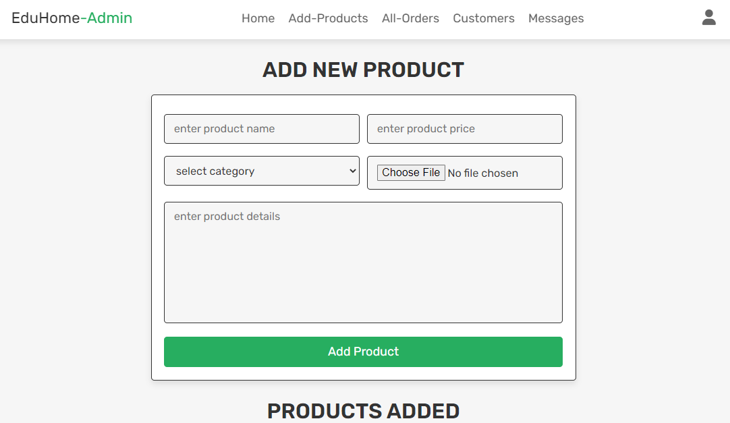 EduHome-Admin Home Add-Products All-Orders Customers Messages
ADD NEW PRODUCT
enter product name enter product price
select category Choose File No file chosen
enter product details
Add Product
PRODUCTS ADDED